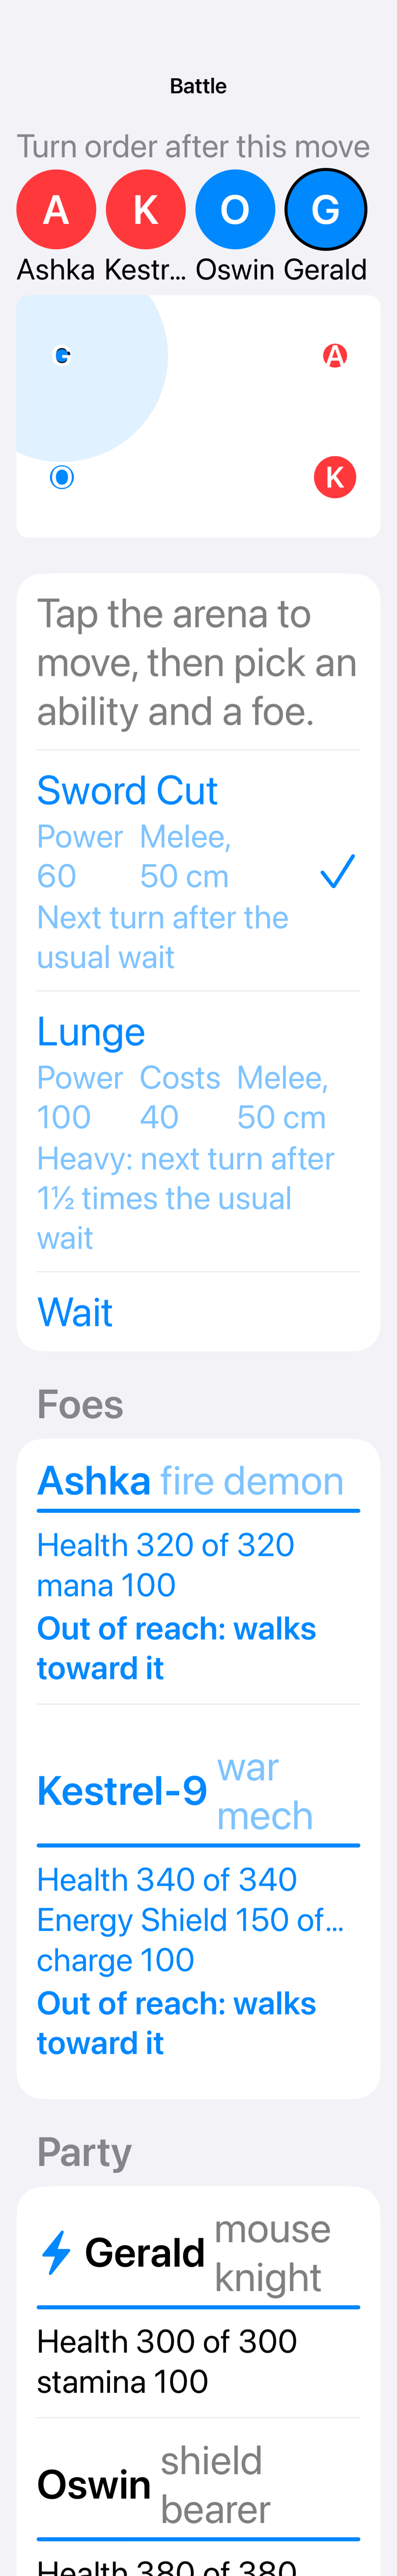 Battle
Turn order after this move
A K O G
Ashka Kestr... Oswin Gerald
G A
O K
Tap the arena to
move, then pick an
ability and a foe.
Sword Cut
Power Melee,
60 50 cm
Next turn after the
usual wait
Lunge
Power Costs Melee,
100 40 50 cm
Heavy: next turn after
1½ times the usual
wait
Wait
Foes
Ashka fire demon
Health 320 of 320
mana 100
Out of reach: walks
toward it
Kestrel-9 war
mech
Health 340 of 340
Energy Shield 150 of...
charge 100
Out of reach: walks
toward it
Party
Gerald mouse
knight
Health 300 of 300
stamina 100
Oswin shield
bearer
Health 380 of 380